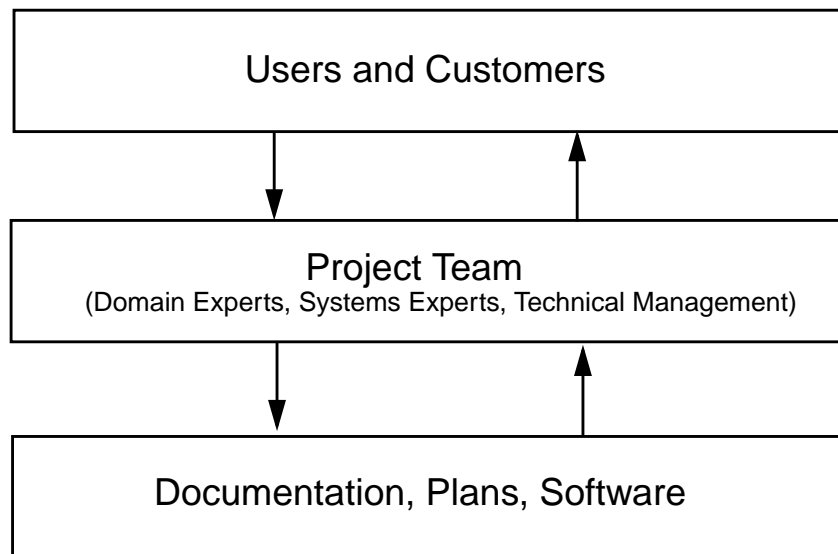 Users and Customers
Project Team
(Domain Experts, Systems Experts, Technical Management)
Documentation, Plans, Software